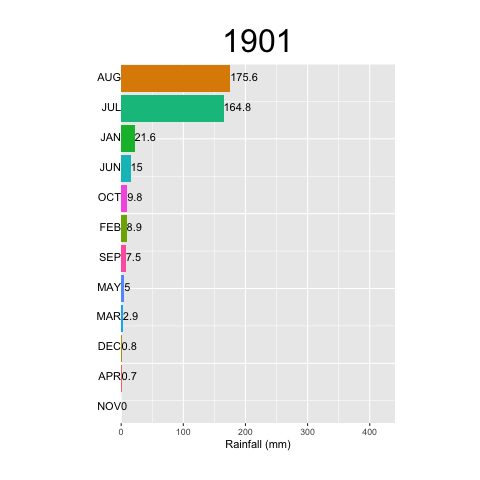 1901
AUG 175.6
JUL 164.8
JAN 21.6
JUN 15
OCT 9.8
FEB 8.9
SEP 7.5
MAY 5
MAR 2.9
DEC 0.8
APR 0.7
NOV 0
0 100 200 300 400
Rainfall (mm)